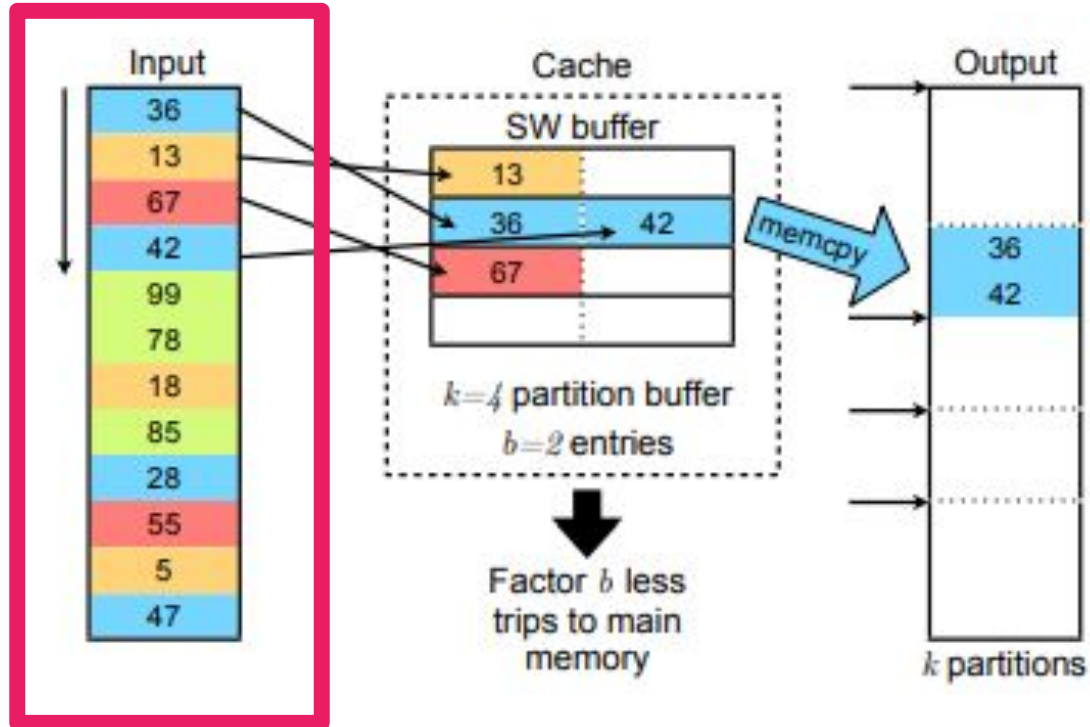 Input
36
13
67
42
99
78
18
85
28
55
5
47
Cache
SW buffer
13
36 42
67
k=4 partition buffer
b=2 entries
Factor b less
trips to main
memory
memcpy
Output
36
42
k partitions